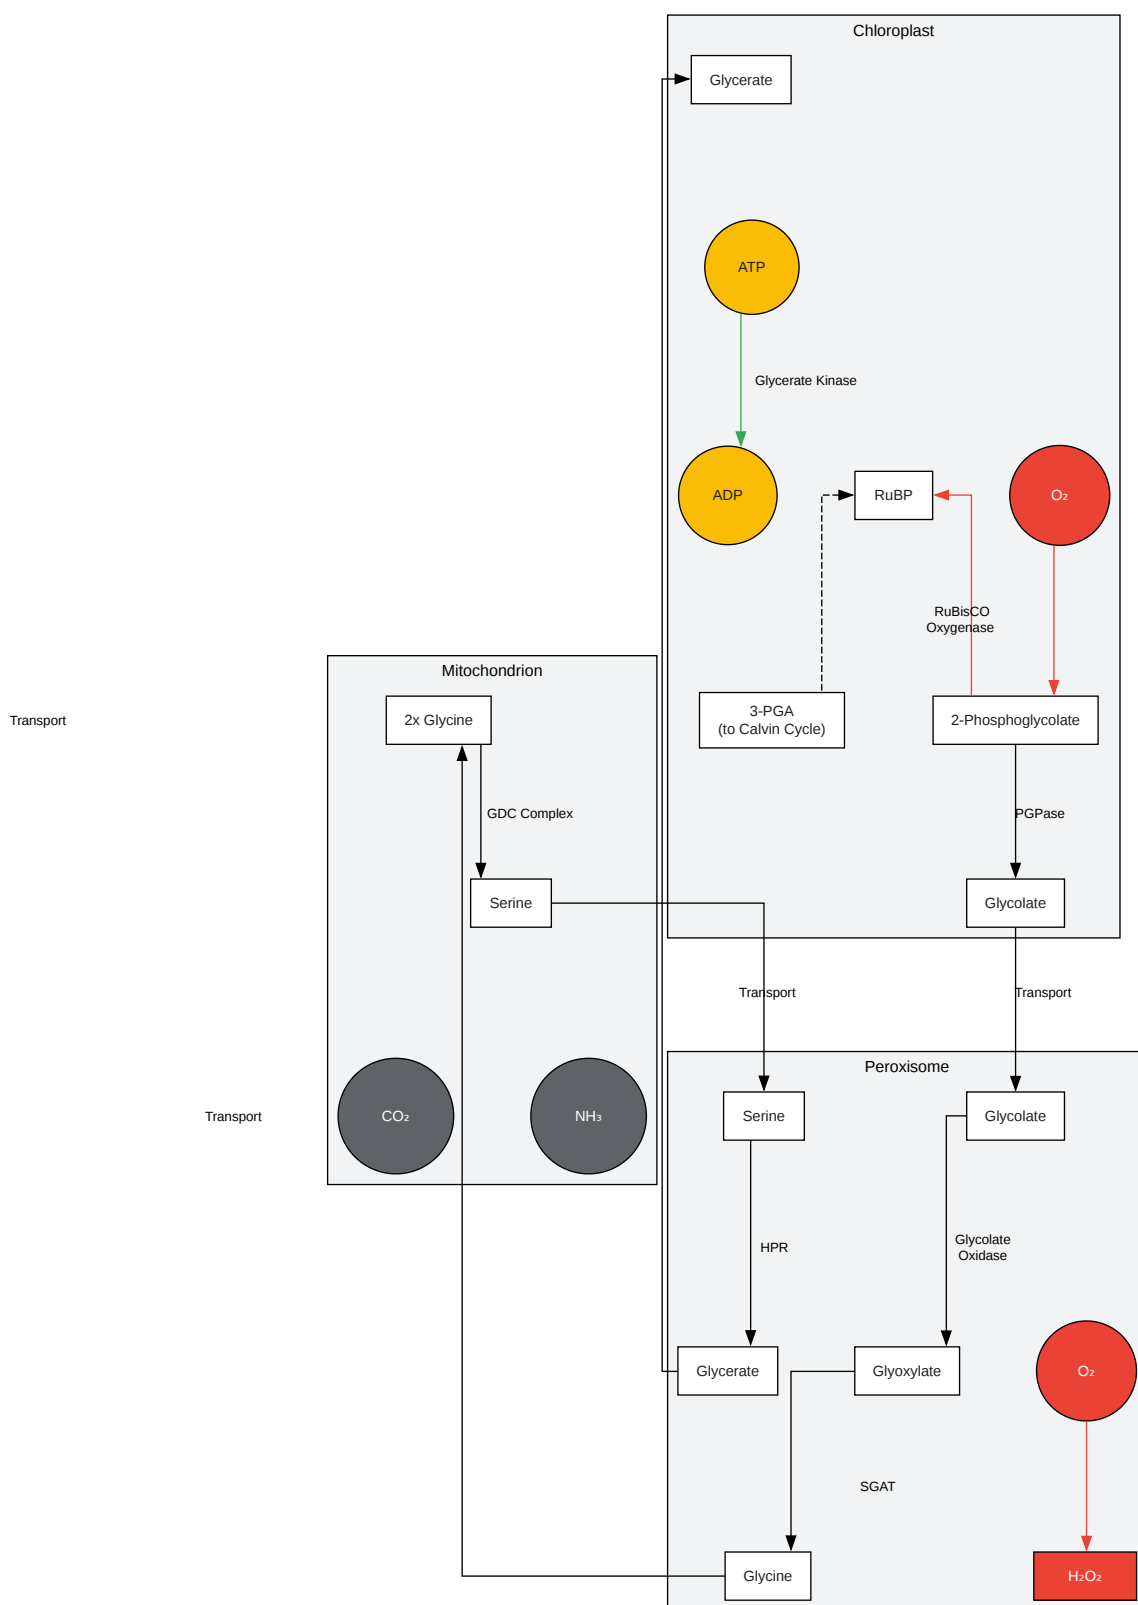 Chloroplast
Glycerate
ATP
Glycerate Kinase
ADP
RuBP
O₂
RuBisCO
Oxygenase
Mitochondrion
Transport
2x Glycine
3-PGA
(to Calvin Cycle)
2-Phosphoglycolate
GDC Complex
PGPase
Serine
Glycolate
Transport
Transport
Peroxisome
Transport
CO₂
NH₃
Serine
Glycolate
HPR
Glycolate
Oxidase
Glycerate
Glyoxylate
O₂
SGAT
Glycine
H₂O₂